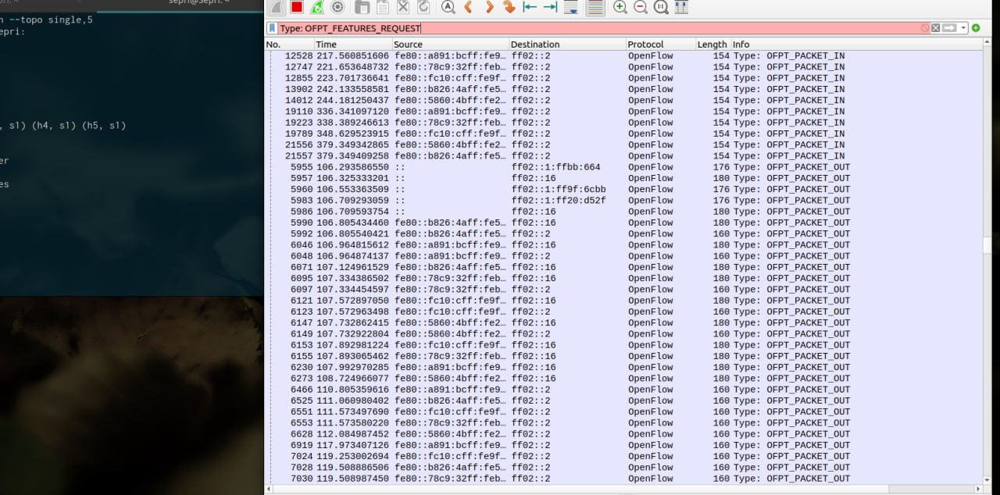 sepri@Sepri: ~
n --topo single,5
epri:
, s1) (h4, s1) (h5, s1)
er
es
Type: OFPT_FEATURES_REQUEST
No. Time Source Destination Protocol Length Info
12528 217.560851606 fe80::a891:bcff:fe9… ff02::2 OpenFlow 154 Type: OFPT_PACKET_IN
12747 221.653648732 fe80::78c9:32ff:feb… ff02::2 OpenFlow 154 Type: OFPT_PACKET_IN
12855 223.701736641 fe80::fc10:cff:fe9f… ff02::2 OpenFlow 154 Type: OFPT_PACKET_IN
13902 242.133558581 fe80::b826:4aff:fe5… ff02::2 OpenFlow 154 Type: OFPT_PACKET_IN
14012 244.181250437 fe80::5860:4bff:fe2… ff02::2 OpenFlow 154 Type: OFPT_PACKET_IN
19110 336.341097120 fe80::a891:bcff:fe9… ff02::2 OpenFlow 154 Type: OFPT_PACKET_IN
19223 338.389246613 fe80::78c9:32ff:feb… ff02::2 OpenFlow 154 Type: OFPT_PACKET_IN
19789 348.629523915 fe80::fc10:cff:fe9f… ff02::2 OpenFlow 154 Type: OFPT_PACKET_IN
21556 379.349342865 fe80::5860:4bff:fe2… ff02::2 OpenFlow 154 Type: OFPT_PACKET_IN
21557 379.349409258 fe80::b826:4aff:fe5… ff02::2 OpenFlow 154 Type: OFPT_PACKET_IN
5955 106.293586550 :: ff02::1:ffbb:664 OpenFlow 176 Type: OFPT_PACKET_OUT
5957 106.325333201 :: ff02::16 OpenFlow 180 Type: OFPT_PACKET_OUT
5960 106.553363509 :: ff02::1:ff9f:6cbb OpenFlow 176 Type: OFPT_PACKET_OUT
5983 106.709293059 :: ff02::1:ff20:d52f OpenFlow 176 Type: OFPT_PACKET_OUT
5986 106.709593754 :: ff02::16 OpenFlow 180 Type: OFPT_PACKET_OUT
5990 106.805434460 fe80::b826:4aff:fe5… ff02::16 OpenFlow 180 Type: OFPT_PACKET_OUT
5992 106.805540421 fe80::b826:4aff:fe5… ff02::2 OpenFlow 160 Type: OFPT_PACKET_OUT
6046 106.964815612 fe80::a891:bcff:fe9… ff02::16 OpenFlow 180 Type: OFPT_PACKET_OUT
6048 106.964874137 fe80::a891:bcff:fe9… ff02::2 OpenFlow 160 Type: OFPT_PACKET_OUT
6071 107.124961529 fe80::b826:4aff:fe5… ff02::16 OpenFlow 180 Type: OFPT_PACKET_OUT
6095 107.334386502 fe80::78c9:32ff:feb… ff02::16 OpenFlow 180 Type: OFPT_PACKET_OUT
6097 107.334454597 fe80::78c9:32ff:feb… ff02::2 OpenFlow 160 Type: OFPT_PACKET_OUT
6121 107.572897050 fe80::fc10:cff:fe9f… ff02::16 OpenFlow 180 Type: OFPT_PACKET_OUT
6123 107.572963498 fe80::fc10:cff:fe9f… ff02::2 OpenFlow 160 Type: OFPT_PACKET_OUT
6147 107.732862415 fe80::5860:4bff:fe2… ff02::16 OpenFlow 180 Type: OFPT_PACKET_OUT
6149 107.732922804 fe80::5860:4bff:fe2… ff02::2 OpenFlow 160 Type: OFPT_PACKET_OUT
6153 107.892981224 fe80::fc10:cff:fe9f… ff02::16 OpenFlow 180 Type: OFPT_PACKET_OUT
6155 107.893065462 fe80::78c9:32ff:feb… ff02::16 OpenFlow 180 Type: OFPT_PACKET_OUT
6230 107.992970285 fe80::a891:bcff:fe9… ff02::16 OpenFlow 180 Type: OFPT_PACKET_OUT
6273 108.724966077 fe80::5860:4bff:fe2… ff02::16 OpenFlow 180 Type: OFPT_PACKET_OUT
6466 110.805359616 fe80::a891:bcff:fe9… ff02::2 OpenFlow 160 Type: OFPT_PACKET_OUT
6525 111.060980402 fe80::b826:4aff:fe5… ff02::2 OpenFlow 160 Type: OFPT_PACKET_OUT
6551 111.573497690 fe80::fc10:cff:fe9f… ff02::2 OpenFlow 160 Type: OFPT_PACKET_OUT
6553 111.573580220 fe80::78c9:32ff:feb… ff02::2 OpenFlow 160 Type: OFPT_PACKET_OUT
6628 112.084987452 fe80::5860:4bff:fe2… ff02::2 OpenFlow 160 Type: OFPT_PACKET_OUT
6919 117.973407126 fe80::a891:bcff:fe9… ff02::2 OpenFlow 160 Type: OFPT_PACKET_OUT
7024 119.253002694 fe80::fc10:cff:fe9f… ff02::2 OpenFlow 160 Type: OFPT_PACKET_OUT
7028 119.508886506 fe80::b826:4aff:fe5… ff02::2 OpenFlow 160 Type: OFPT_PACKET_OUT
7030 119.508987450 fe80::78c9:32ff:feb… ff02::2 OpenFlow 160 Type: OFPT_PACKET_OUT